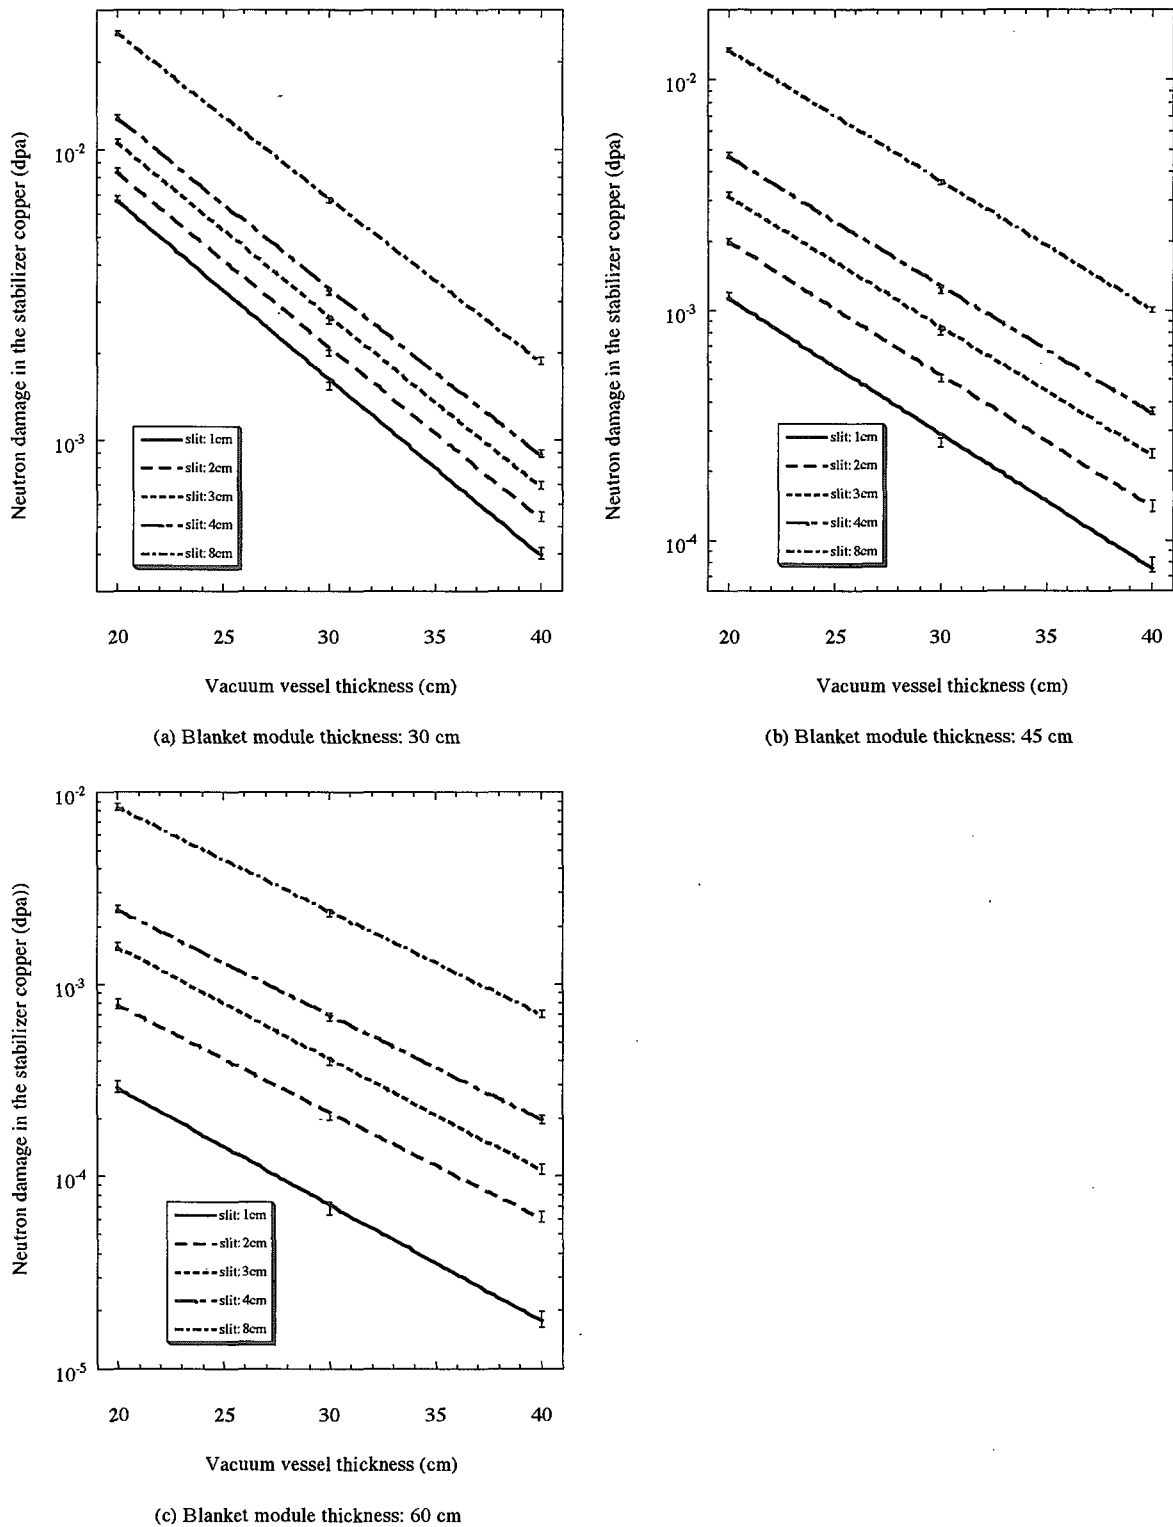 Neutron damage in the stabilizer copper (dpa)
10-2
10-3
slit: 1cm
slit: 2cm
slit: 3cm
slit: 4cm
slit: 8cm
20 25 30 35 40
Vacuum vessel thickness (cm)
(a) Blanket module thickness: 30 cm
Neutron damage in the stabilizer copper (dpa)
10-2
10-3
10-4
slit: 1cm
slit: 2cm
slit: 3cm
slit: 4cm
slit: 8cm
20 25 30 35 40
Vacuum vessel thickness (cm)
(b) Blanket module thickness: 45 cm
Neutron damage in the stabilizer copper (dpa))
10-2
10-3
10-4
10-5
slit: 1cm
slit: 2cm
slit: 3cm
slit: 4cm
slit: 8cm
20 25 30 35 40
Vacuum vessel thickness (cm)
(c) Blanket module thickness: 60 cm